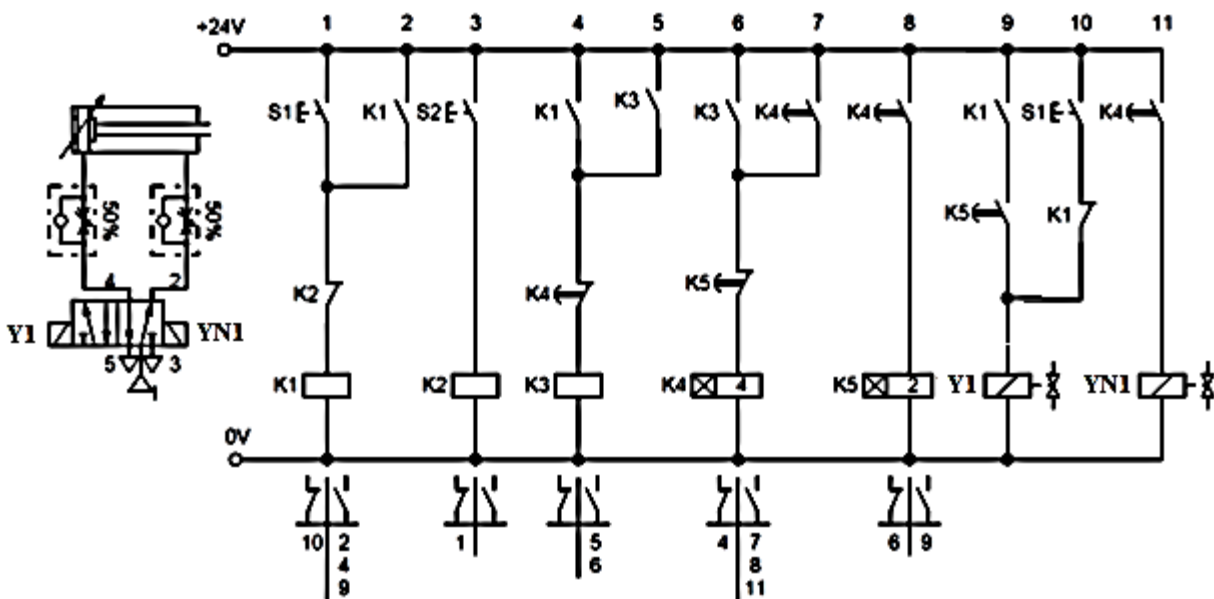 1 2 3 4 5 6 7 8 9 10 11
+24V
S1 K1 S2 K1 K3 K3 K4 K4 K1 S1 K4
50% 50%
K5 K1
4 2
K2 K4 K5
Y1 YN1
5 3
K1 K2 K3 K4 4 K5 2 Y1 YN1
0V
10 2 1 5 4 7 6 9
4 6 8
9 11